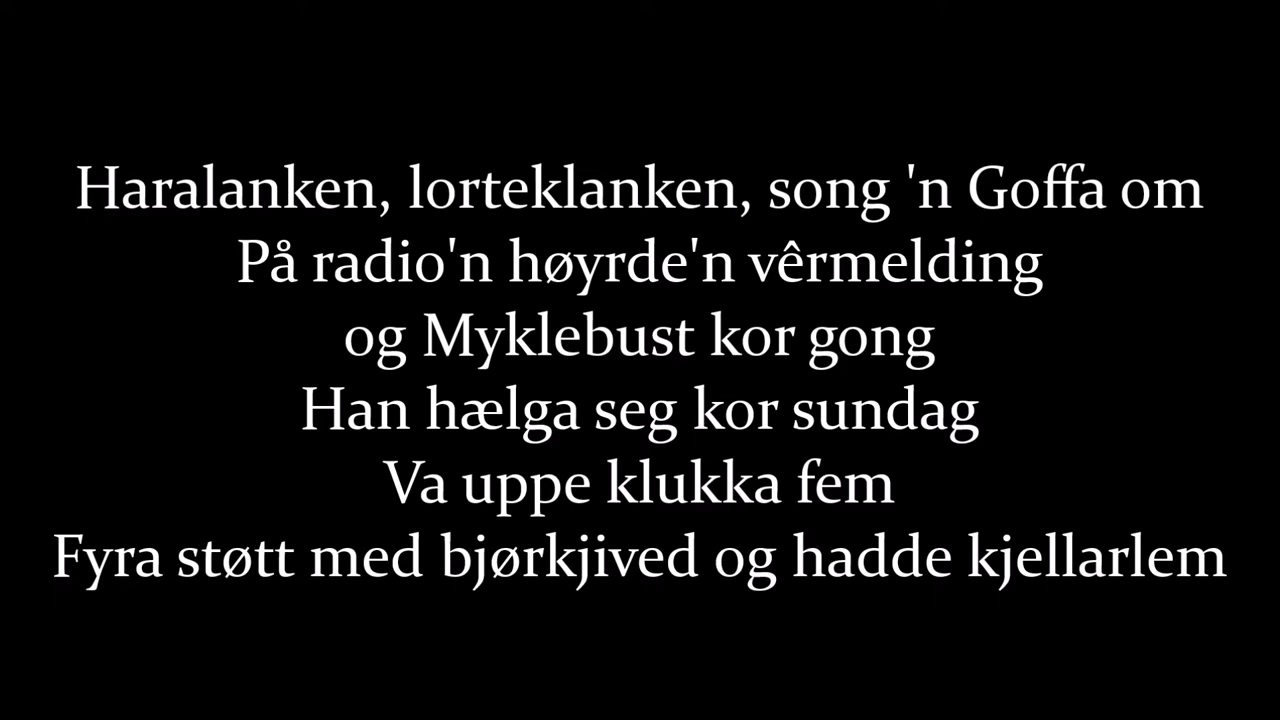 Haralanken, lorteklanken, song 'n Goffa om
På radio'n høyrde'n vêrmelding
og Myklebust kor gong
Han hælga seg kor sundag
Va uppe klukka fem
Fyra støtt med bjørkjived og hadde kjellarlem